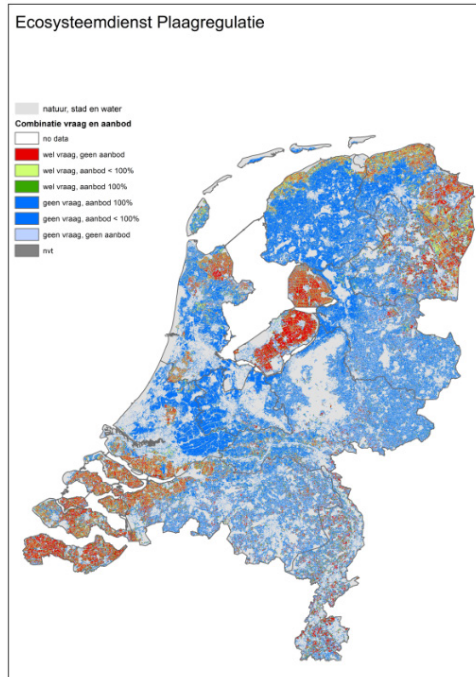 Ecosysteemdienst Plaagregulatie
natuur, stad en water
Combinatie vraag en aanbod
no data
wel vraag, geen aanbod
wel vraag, aanbod < 100%
wel vraag, aanbod 100%
geen vraag, aanbod 100%
geen vraag, aanbod < 100%
geen vraag, geen aanbod
nvt